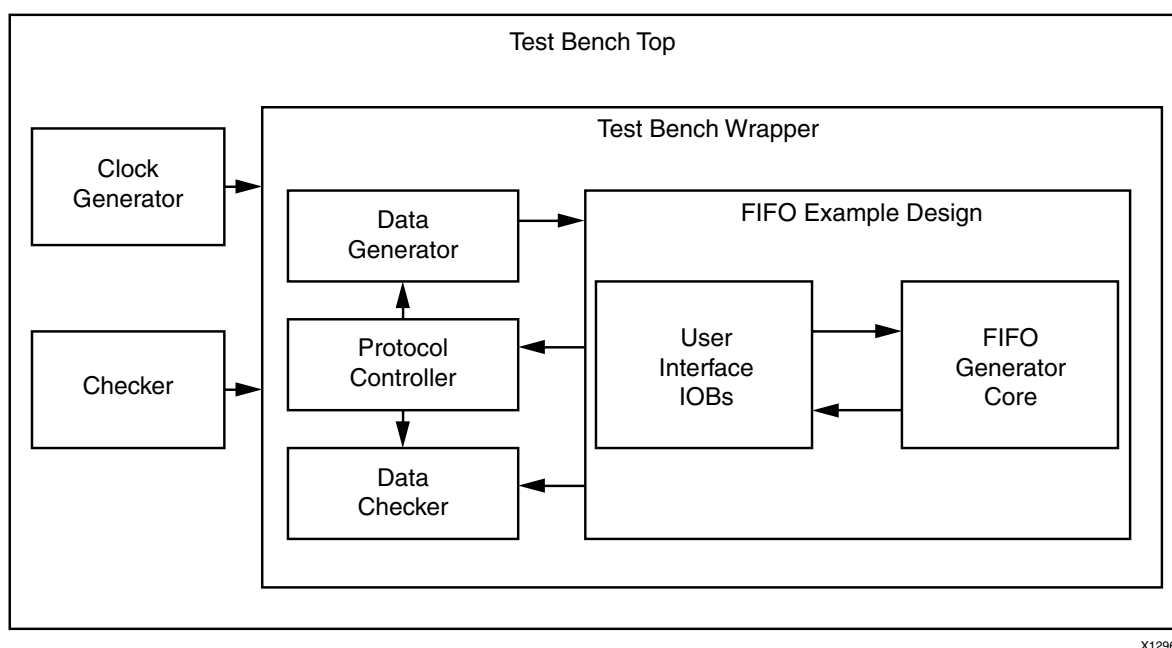 Test Bench Top
Test Bench Wrapper
Clock
Generator
Data
Generator
FIFO Example Design
Protocol
Controller
User
Interface
IOBs
FIFO
Generator
Core
Checker
Data
Checker
X1296